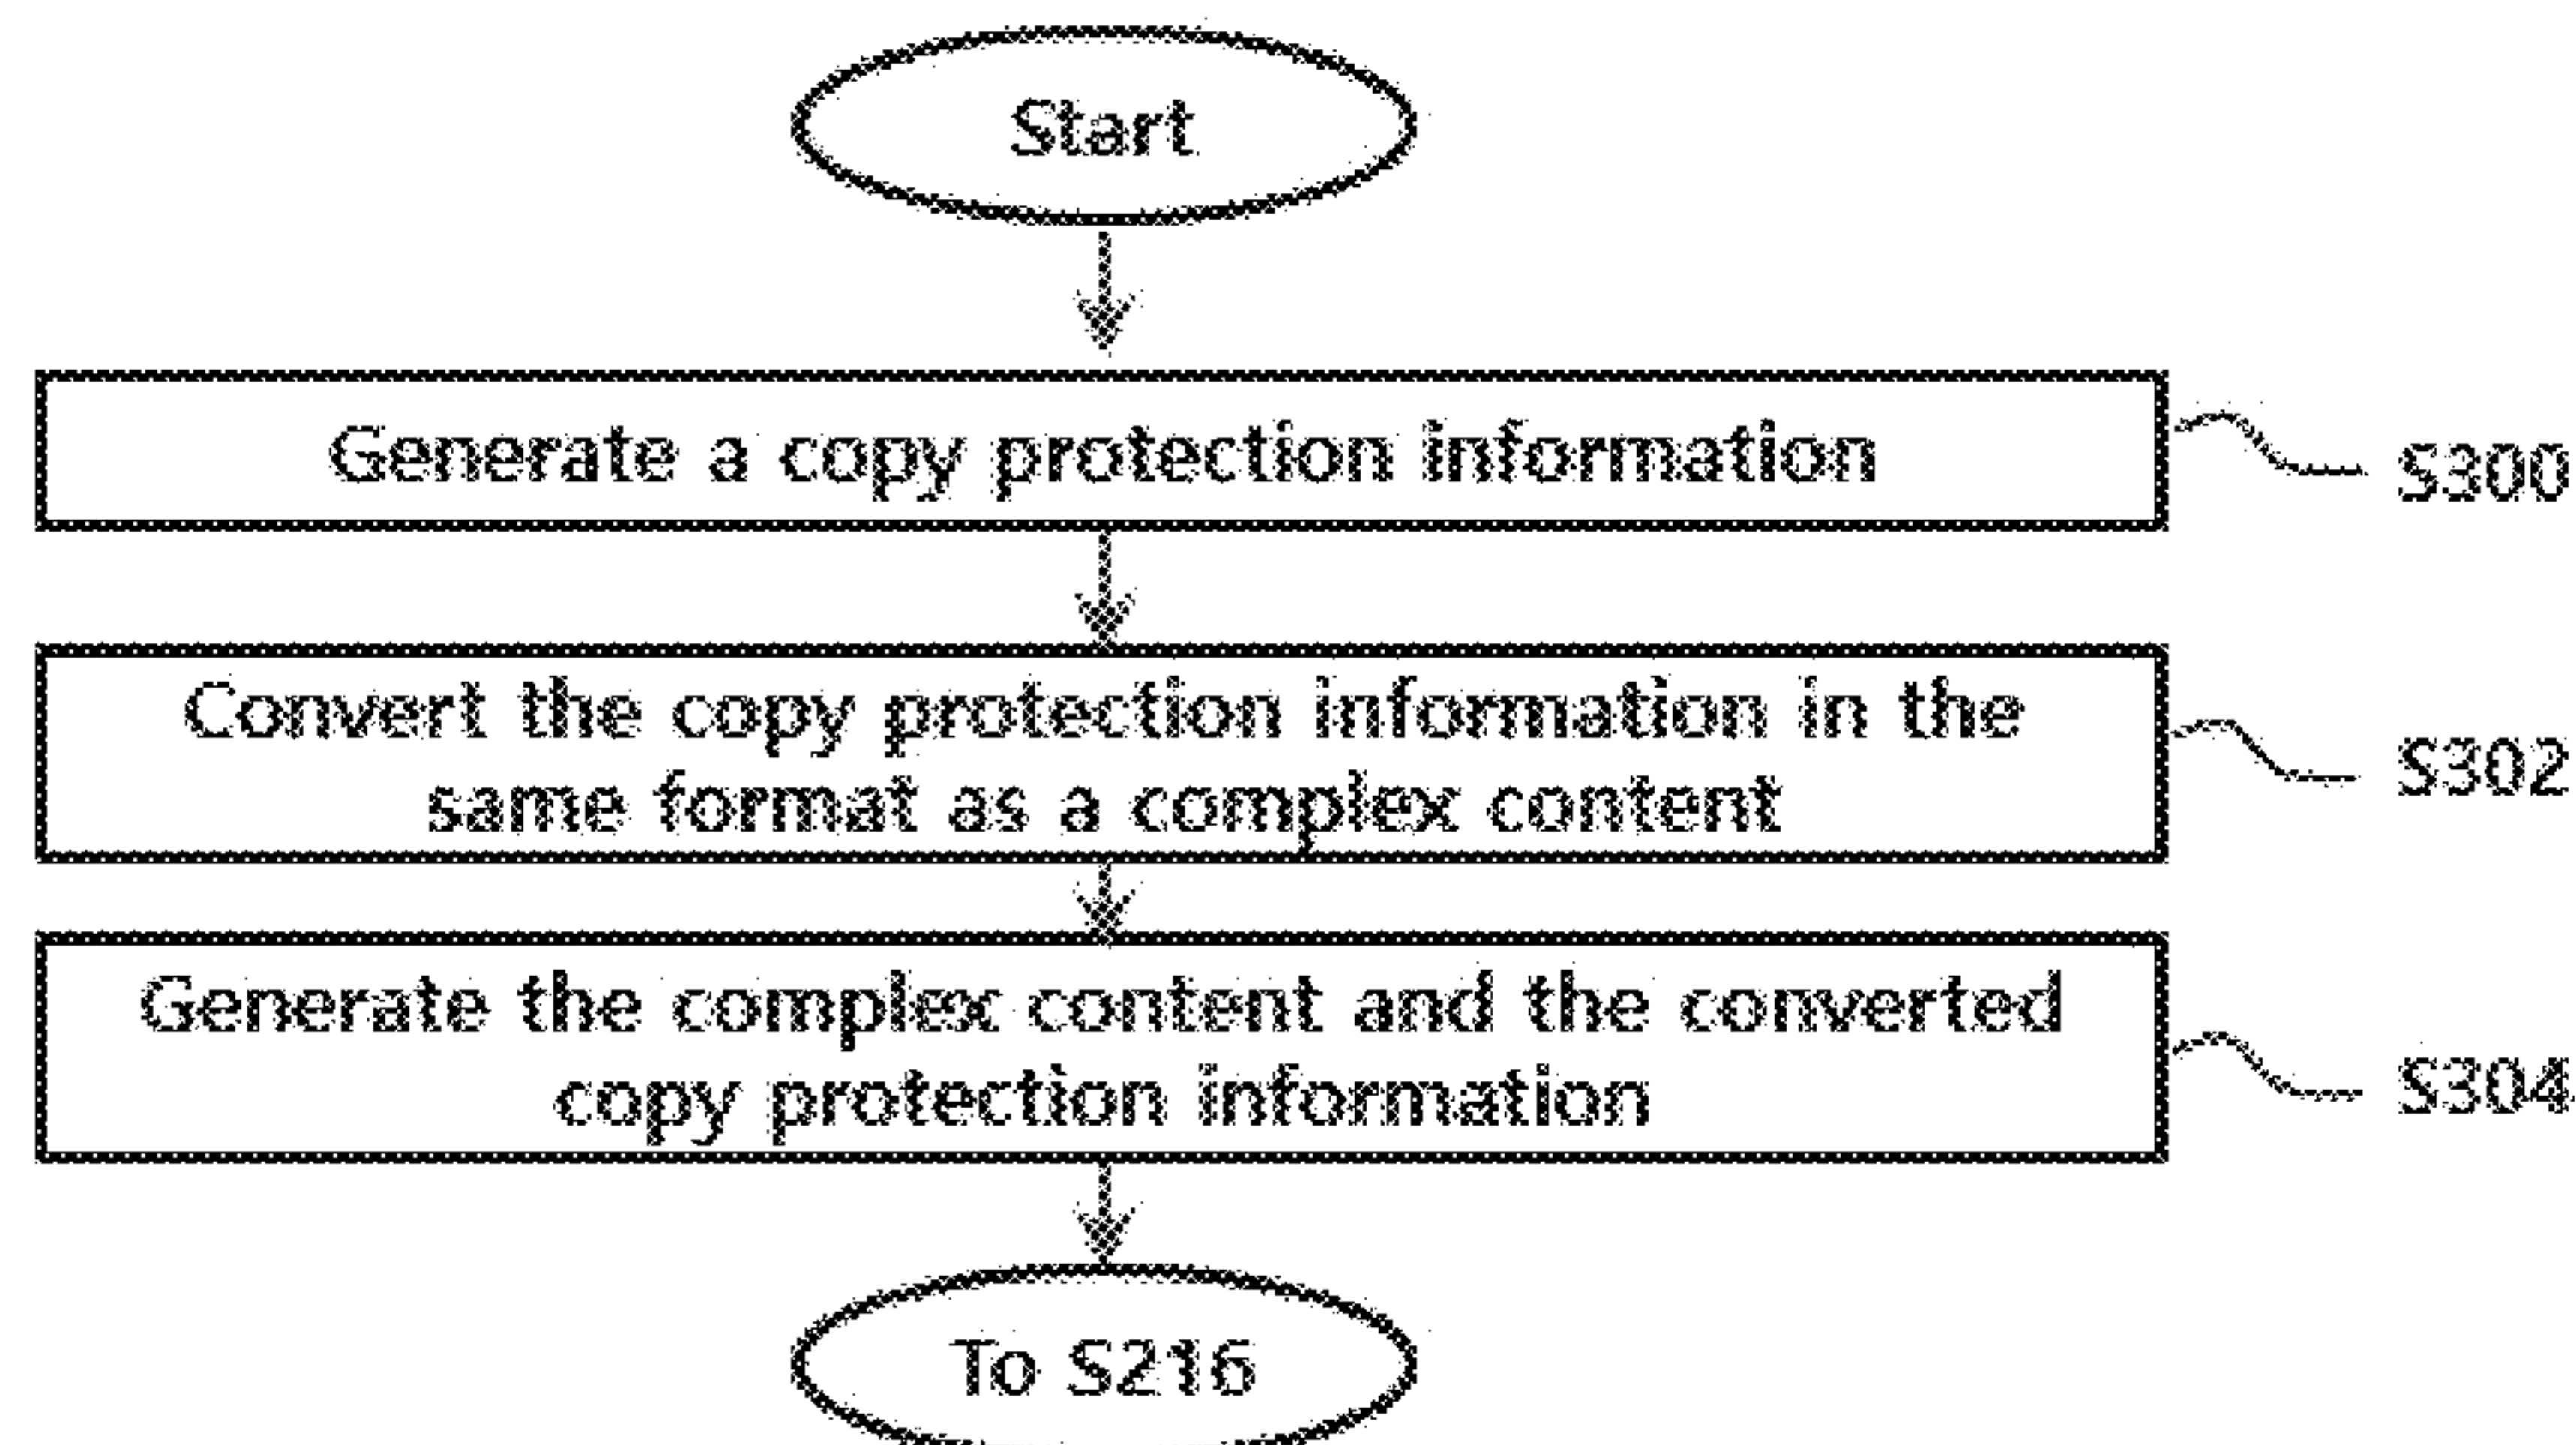 Start
Generate a copy protection information
S300
Convert the copy protection information in the
same format as a complex content
S302
Generate the complex content and the converted
copy protection information
S304
To S216